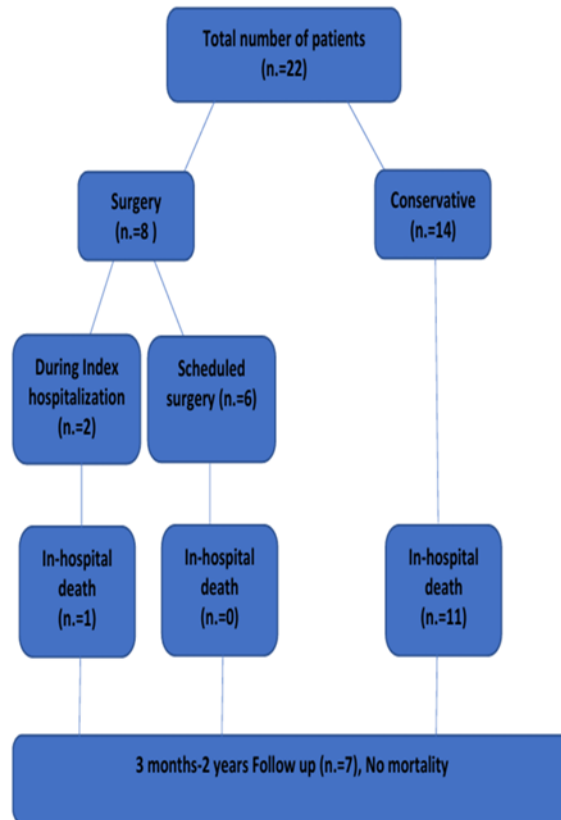 Total number of patients
(n.=22)
Surgery
(n.=8 )
Conservative
(n.=14)
During Index
hospitalization
(n.=2)
Scheduled
surgery (n.=6)
In-hospital
death
(n.=1)
In-hospital
death
(n.=0)
In-hospital
death
(n.=11)
3 months-2 years Follow up (n.=7), No mortality